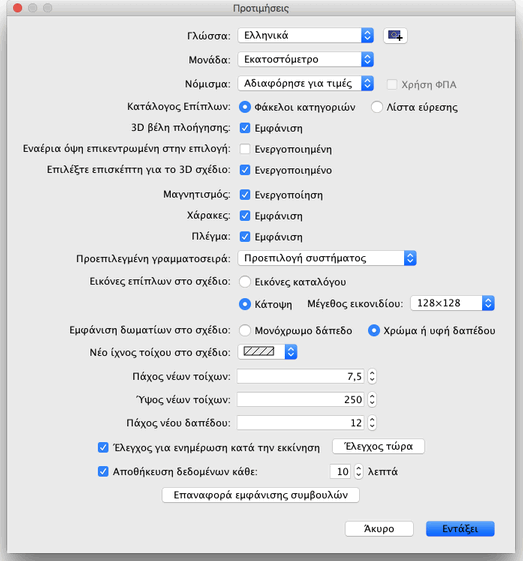 Προτιμήσεις
Γλώσσα: Ελληνικά
Μονάδα: Εκατοστόμετρο
Νόμισμα: Αδιαφόρησε για τιμές Χρήση ΦΠΑ
Κατάλογος Επίπλων: Φάκελοι κατηγοριών Λίστα εύρεσης
3D βέλη πλοήγησης: Εμφάνιση
Εναέρια όψη επικεντρωμένη στην επιλογή: Ενεργοποιημένη
Επιλέξτε επισκέπτη για το 3D σχέδιο: Ενεργοποιημένο
Μαγνητισμός: Ενεργοποίηση
Χάρακες: Εμφάνιση
Πλέγμα: Εμφάνιση
Προεπιλεγμένη γραμματοσειρά: Προεπιλογή συστήματος
Εικόνες επίπλων στο σχέδιο: Εικόνες καταλόγου
Κάτοψη Μέγεθος εικονιδίου: 128×128
Εμφάνιση δωματίων στο σχέδιο: Μονόχρωμο δάπεδο Χρώμα ή υφή δαπέδου
Νέο ίχνος τοίχου στο σχέδιο:
Πάχος νέων τοίχων: 7,5
Ύψος νέων τοίχων: 250
Πάχος νέου δαπέδου: 12
Έλεγχος για ενημέρωση κατά την εκκίνηση Έλεγχος τώρα
Αποθήκευση δεδομένων κάθε: 10 λεπτά
Επαναφορά εμφάνισης συμβουλών
Άκυρο Εντάξει